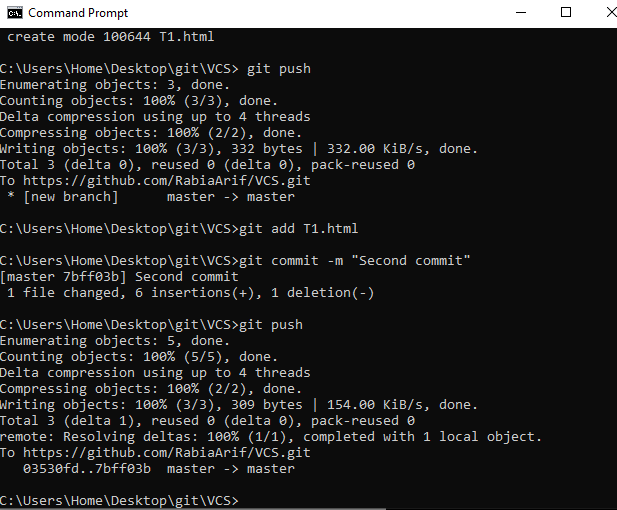 Command Prompt
create mode 100644 T1.html
C:\Users\Home\Desktop\git\VCS> git push
Enumerating objects: 3, done.
Counting objects: 100% (3/3), done.
Delta compression using up to 4 threads
Compressing objects: 100% (2/2), done.
Writing objects: 100% (3/3), 332 bytes | 332.00 KiB/s, done.
Total 3 (delta 0), reused 0 (delta 0), pack-reused 0
To https://github.com/RabiaArif/VCS.git
 * [new branch]      master -> master
C:\Users\Home\Desktop\git\VCS>git add T1.html
C:\Users\Home\Desktop\git\VCS>git commit -m "Second commit"
[master 7bff03b] Second commit
 1 file changed, 6 insertions(+), 1 deletion(-)
C:\Users\Home\Desktop\git\VCS>git push
Enumerating objects: 5, done.
Counting objects: 100% (5/5), done.
Delta compression using up to 4 threads
Compressing objects: 100% (2/2), done.
Writing objects: 100% (3/3), 309 bytes | 154.00 KiB/s, done.
Total 3 (delta 1), reused 0 (delta 0), pack-reused 0
remote: Resolving deltas: 100% (1/1), completed with 1 local object.
To https://github.com/RabiaArif/VCS.git
   03530fd..7bff03b  master -> master
C:\Users\Home\Desktop\git\VCS>